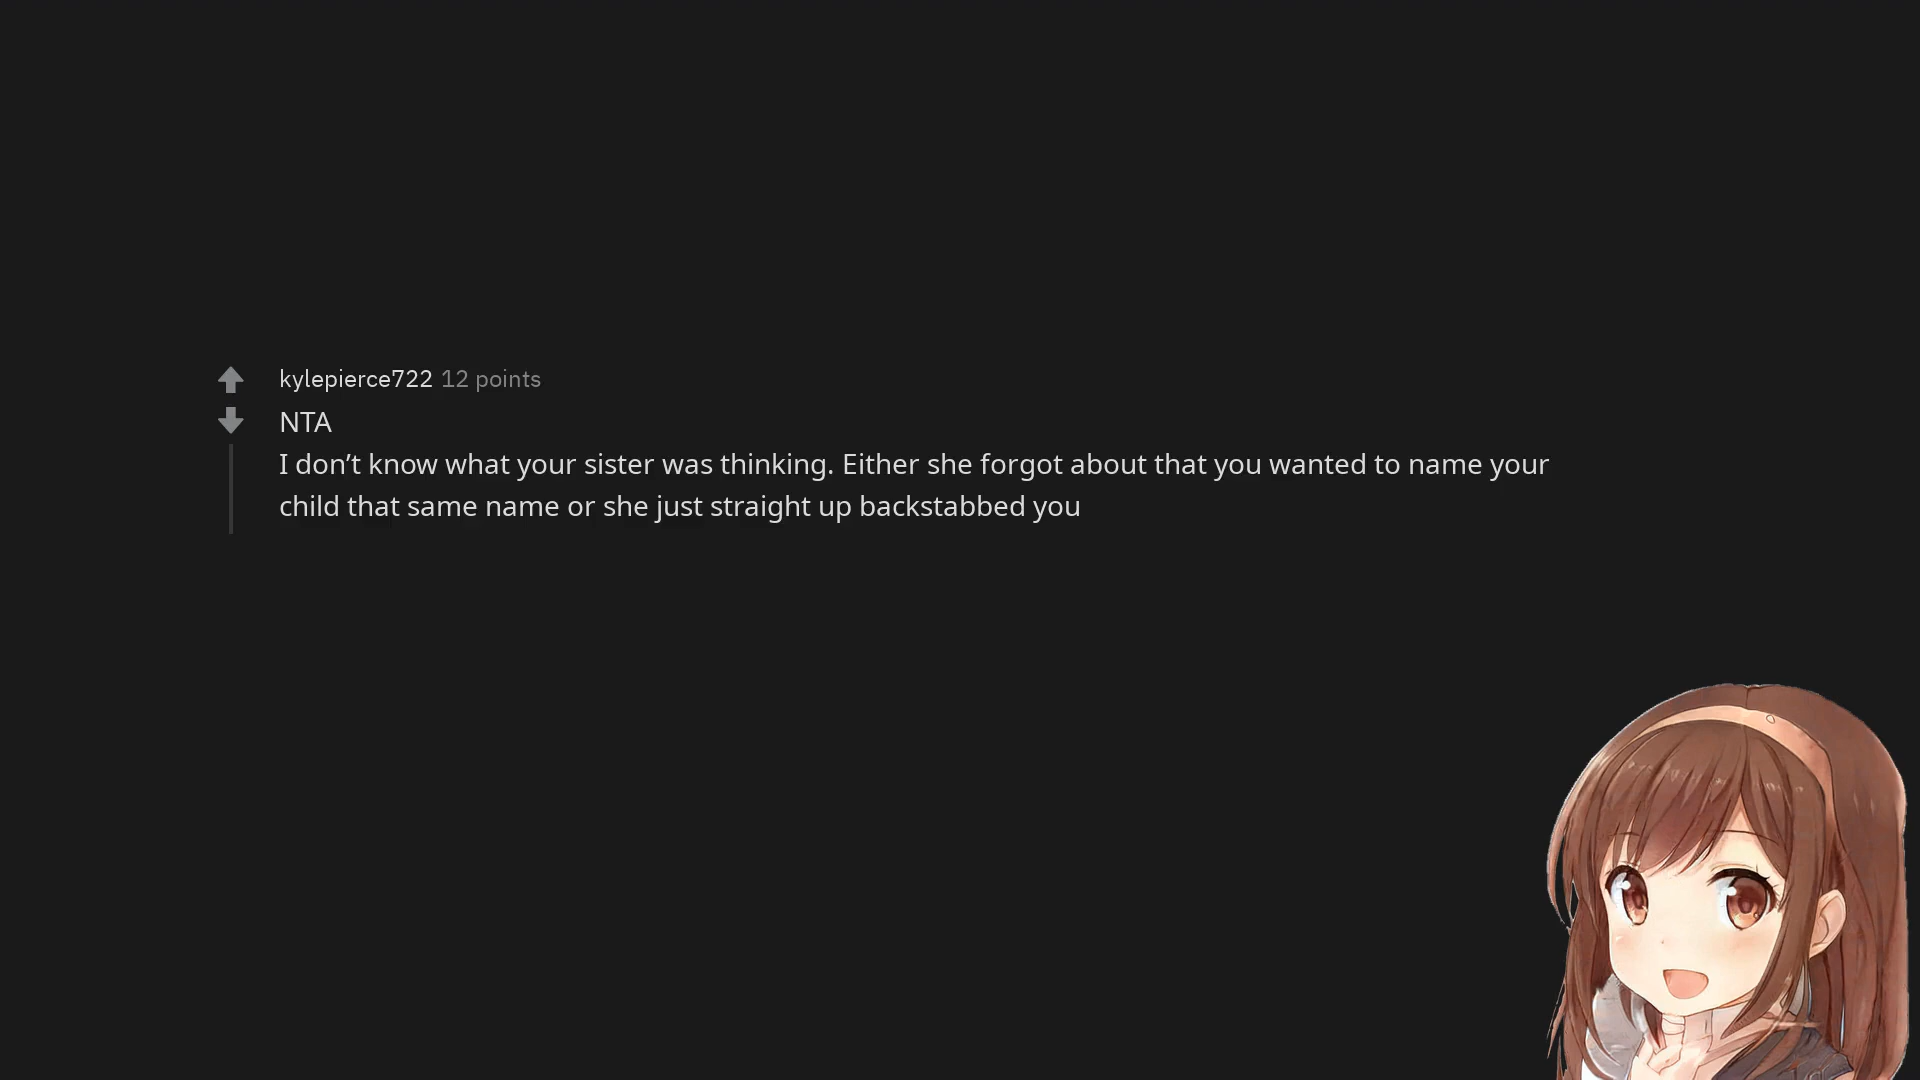 kylepierce722 12 points
NTA
I don’t know what your sister was thinking. Either she forgot about that you wanted to name your
child that same name or she just straight up backstabbed you